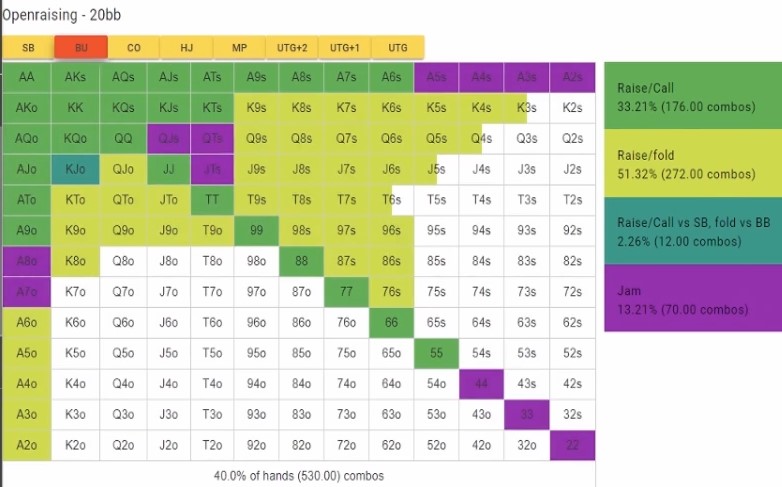 Openraising - 20bb
SB BU CO HJ MP UTG+2 UTG+1 UTG
AA AKs AQs AJs ATs A9s A8s A7s A6s A5s A4s A3s A2s
AKo KK KQs KJs KTs K9s K8s K7s K6s K5s K4s K3s K2s
AQo KQo QQ QJs QTs Q9s Q8s Q7s Q6s Q5s Q4s Q3s Q2s
AJo KJo QJo JJ JTs J9s J8s J7s J6s J5s J4s J3s J2s
ATo KTo QTo JTo TT T9s T8s T7s T6s T5s T4s T3s T2s
A9o K9o Q9o J9o T9o 99 98s 97s 96s 95s 94s 93s 92s
A8o K8o Q8o J8o T8o 98o 88 87s 86s 85s 84s 83s 82s
A7o K7o Q7o J7o T7o 97o 87o 77 76s 75s 74s 73s 72s
A6o K6o Q6o J6o T6o 96o 86o 76o 66 65s 64s 63s 62s
A5o K5o Q5o J5o T5o 95o 85o 75o 65o 55 54s 53s 52s
A4o K4o Q4o J4o T4o 94o 84o 74o 64o 54o 44 43s 42s
A3o K3o Q3o J3o T3o 93o 83o 73o 63o 53o 43o 33 32s
A2o K2o Q2o J2o T2o 92o 82o 72o 62o 52o 42o 32o 22
40.0% of hands (530.00) combos
Raise/Call
33.21% (176.00 combos)
Raise/fold
51.32% (272.00 combos)
Raise/Call vs SB, fold vs BB
2.26% (12.00 combos)
Jam
13.21% (70.00 combos)